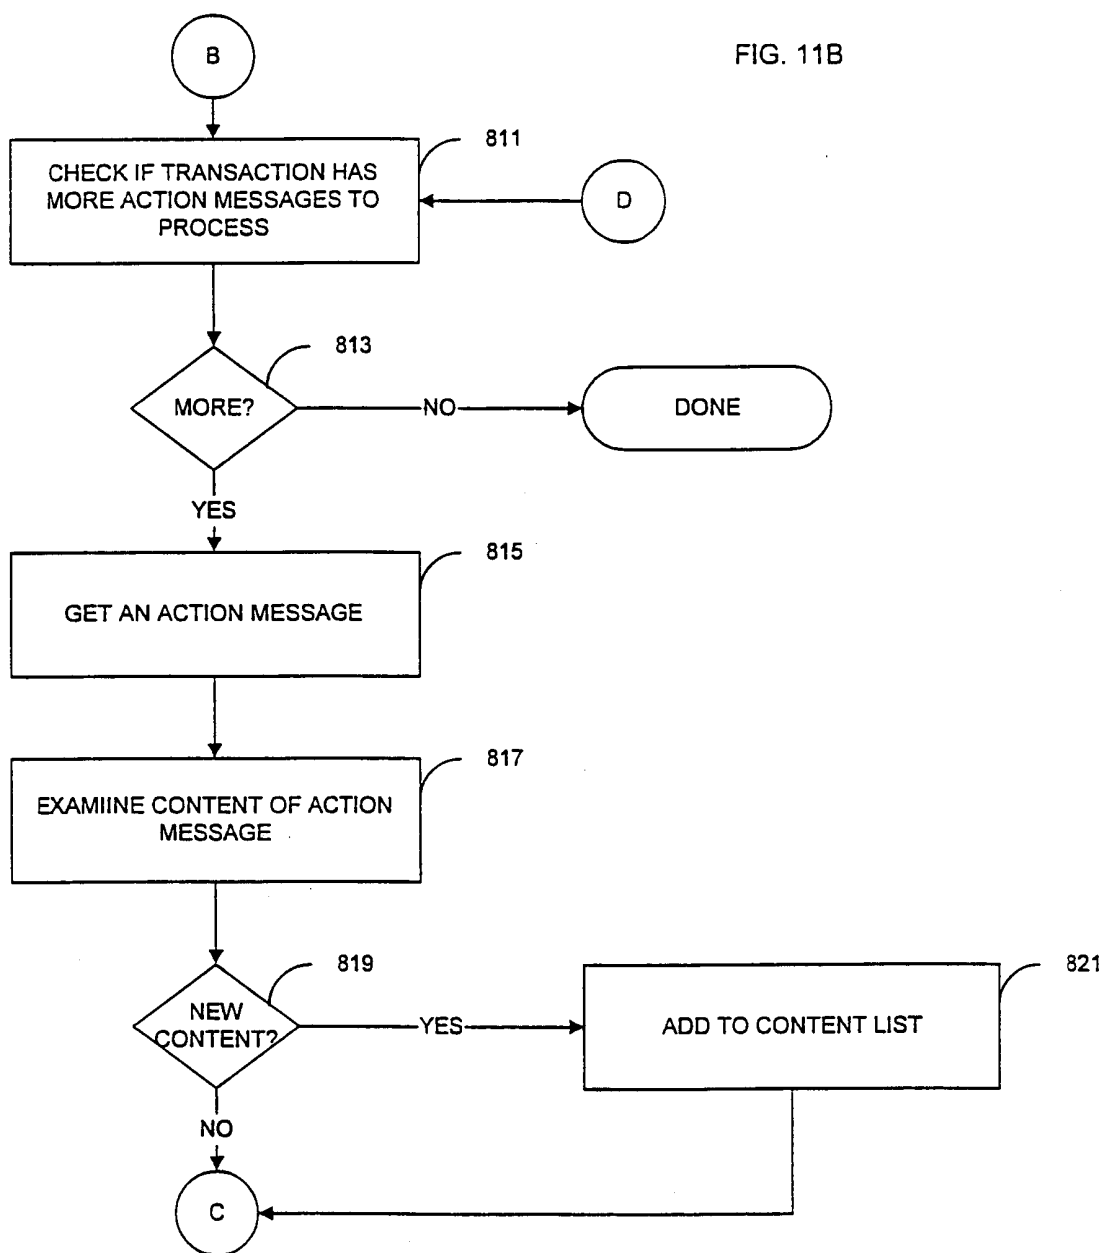 B
FIG. 11B
811
CHECK IF TRANSACTION HAS
MORE ACTION MESSAGES TO
PROCESS
D
813
MORE?
NO
DONE
YES
815
GET AN ACTION MESSAGE
817
EXAMIINE CONTENT OF ACTION
MESSAGE
819
821
NEW
CONTENT?
YES
ADD TO CONTENT LIST
NO
C